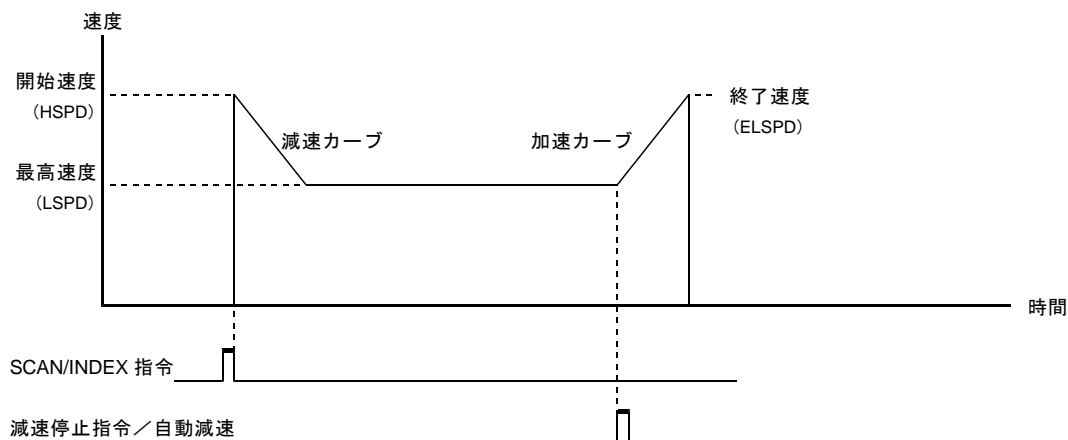 速度
開始速度
（HSPD）
減速カーブ
加速カーブ
終了速度
（ELSPD）
最高速度
（LSPD）
時間
SCAN/INDEX 指令
減速停止指令／自動減速